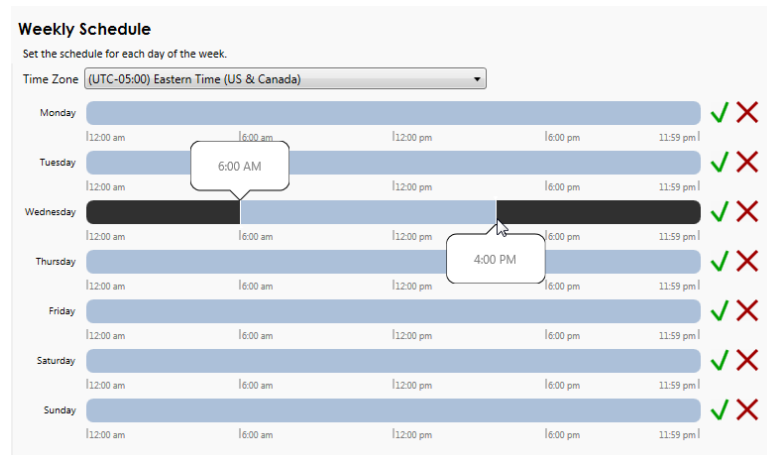 Weekly Schedule
Set the schedule for each day of the week.
Time Zone (UTC-05:00) Eastern Time (US & Canada)
Monday
12:00 am 6:00 am 12:00 pm 6:00 pm 11:59 pm
Tuesday 6:00 AM
12:00 am 12:00 pm 6:00 pm 11:59 pm
Wednesday
12:00 am 6:00 am 12:00 pm 6:00 pm 11:59 pm
Thursday 4:00 PM
12:00 am 6:00 am 12:00 pm 6:00 pm 11:59 pm
Friday
12:00 am 6:00 am 12:00 pm 6:00 pm 11:59 pm
Saturday
12:00 am 6:00 am 12:00 pm 6:00 pm 11:59 pm
Sunday
12:00 am 6:00 am 12:00 pm 6:00 pm 11:59 pm